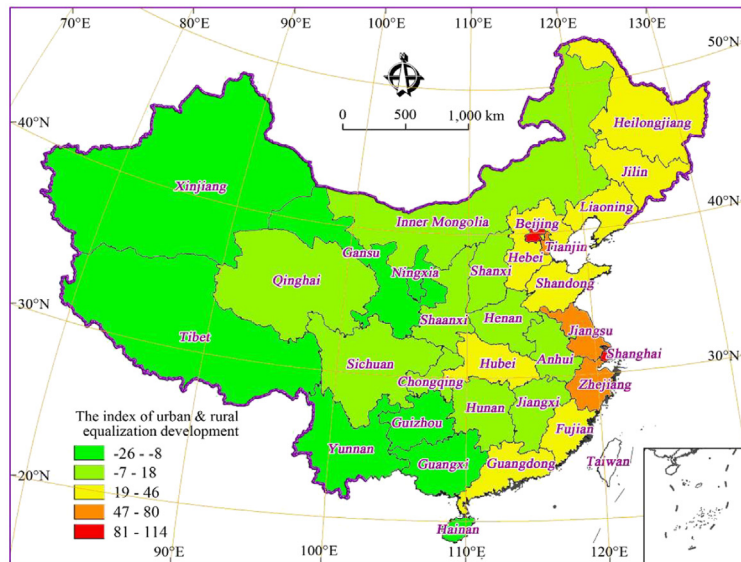 70°E
80°E
90°E
100°E
110°E
120°E
130°E
50°N
40°N
0 500 1,000 km
Heilongjiang
Jilin
Xinjiang
Liaoning
40°N
Inner Mongolia
Beijing
Tianjin
Gansu
Hebei
Ningxia
Shanxi
Qinghai
Shandong
30°N
Shaanxi
Henan
Jiangsu
Tibet
Anhui
Shanghai
30°N
Sichuan
Hubei
Chongqing
Zhejiang
Hunan
Jiangxi
The index of urban & rural
equalization development
Guizhou
Fujian
Yunnan
-26 - -8
Guangxi
Guangdong
Taiwan
-7 - 18
20°N
19 - 46
47 - 80
81 - 114
Hainan
90°E
100°E
110°E
120°E
20°N